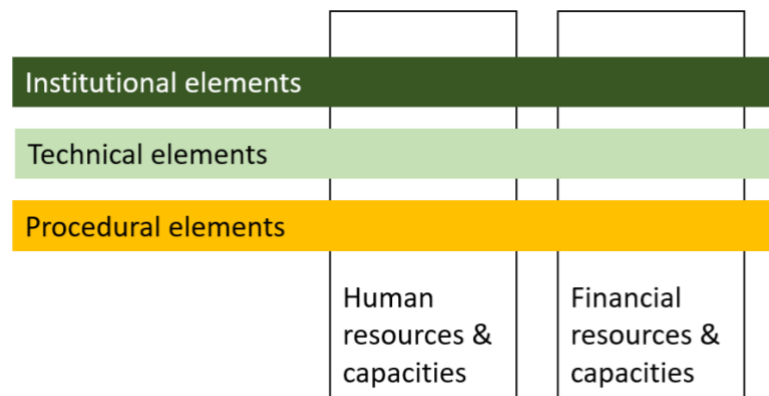 Institutional elements
Technical elements
Procedural elements
Human
resources &
capacities
Financial
resources &
capacities